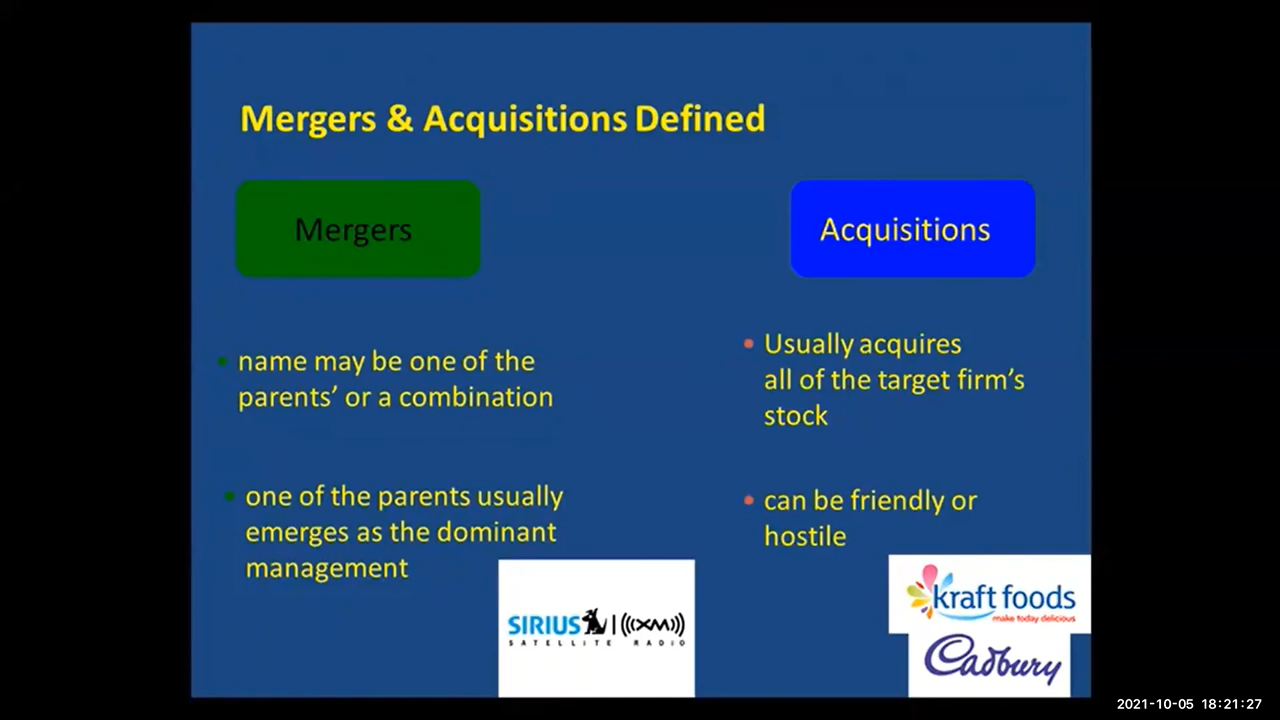 Mergers & Acquisitions Defined
Mergers
name may be one of the
parents’ or a combination
one of the parents usually
emerges as the dominant
management
SIRIUS | ((XM))
SATELLITE RADIO
Acquisitions
Usually acquires
all of the target firm’s
stock
can be friendly or
hostile
kraft foods
make today delicious
Cadbury
2021-10-05 18:21:27